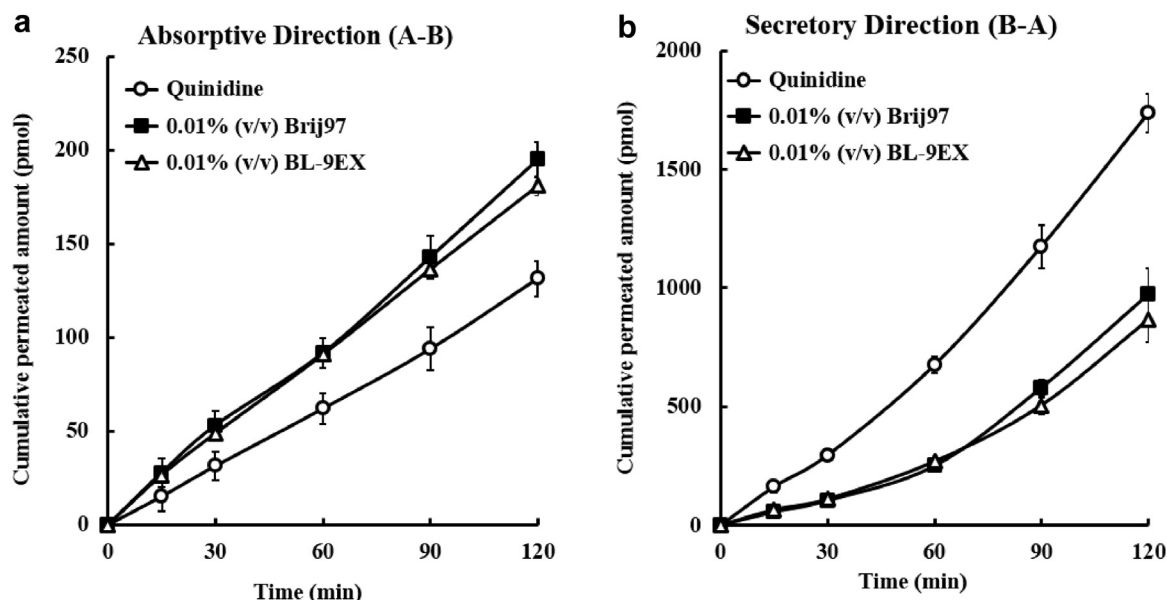 a
Absorptive Direction (A-B)
250
200
150
100
50
0
Quinidine
0.01% (v/v) Brij97
0.01% (v/v) BL-9EX
Cumulative permeated amount (pmol)
0 30 60 90 120
Time (min)
b
Secretory Direction (B-A)
2000
1500
1000
500
0
Quinidine
0.01% (v/v) Brij97
0.01% (v/v) BL-9EX
Cumulative permeated amount (pmol)
0 30 60 90 120
Time (min)